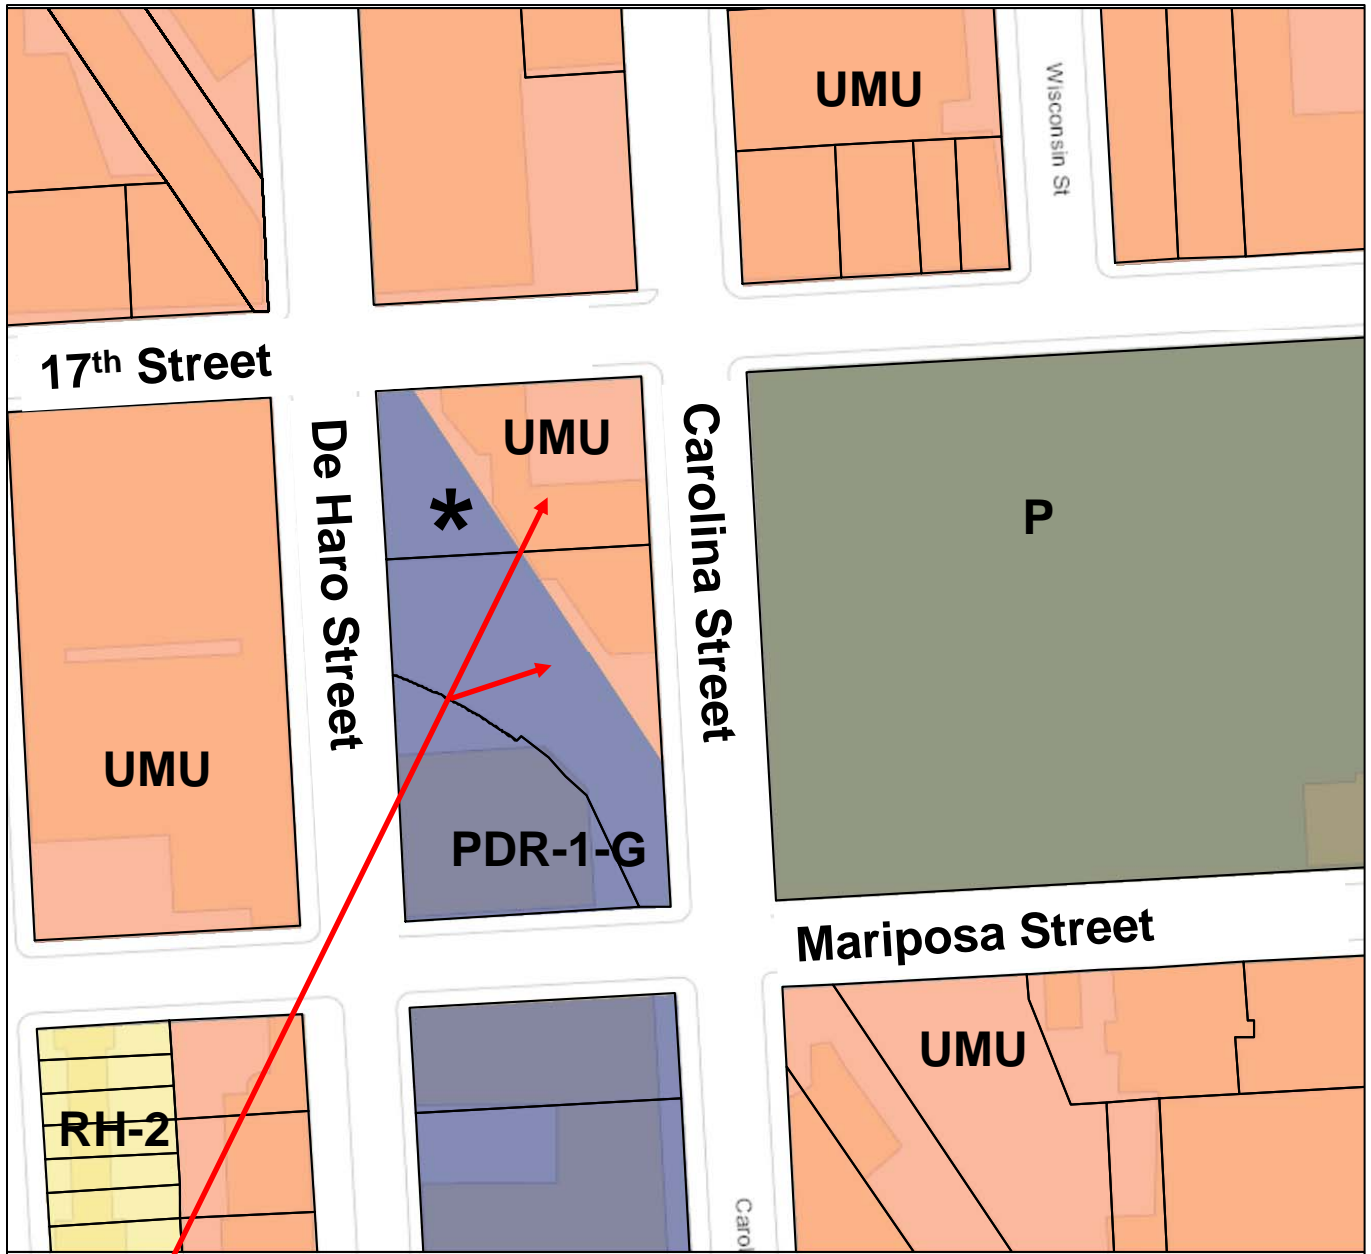 UMU
Wisconsin St
17th Street
De Haro Street
UMU
*
Carolina Street
P
UMU
PDR-1-G
Mariposa Street
UMU
RH-2
Carol